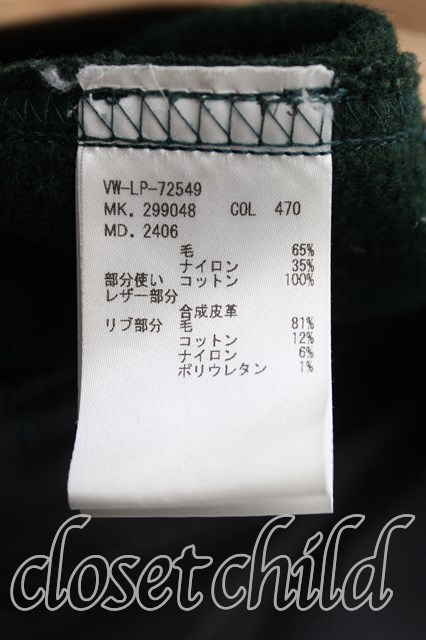 VW-LP-72549
MK. 299048 COL 470
MD. 2406
毛 65%
ナイロン 35%
部分使い コットン 100%
レザー部分
合成皮革
リブ部分 毛 81%
コットン 12%
ナイロン 6%
ポリウレタン 1%
closet child